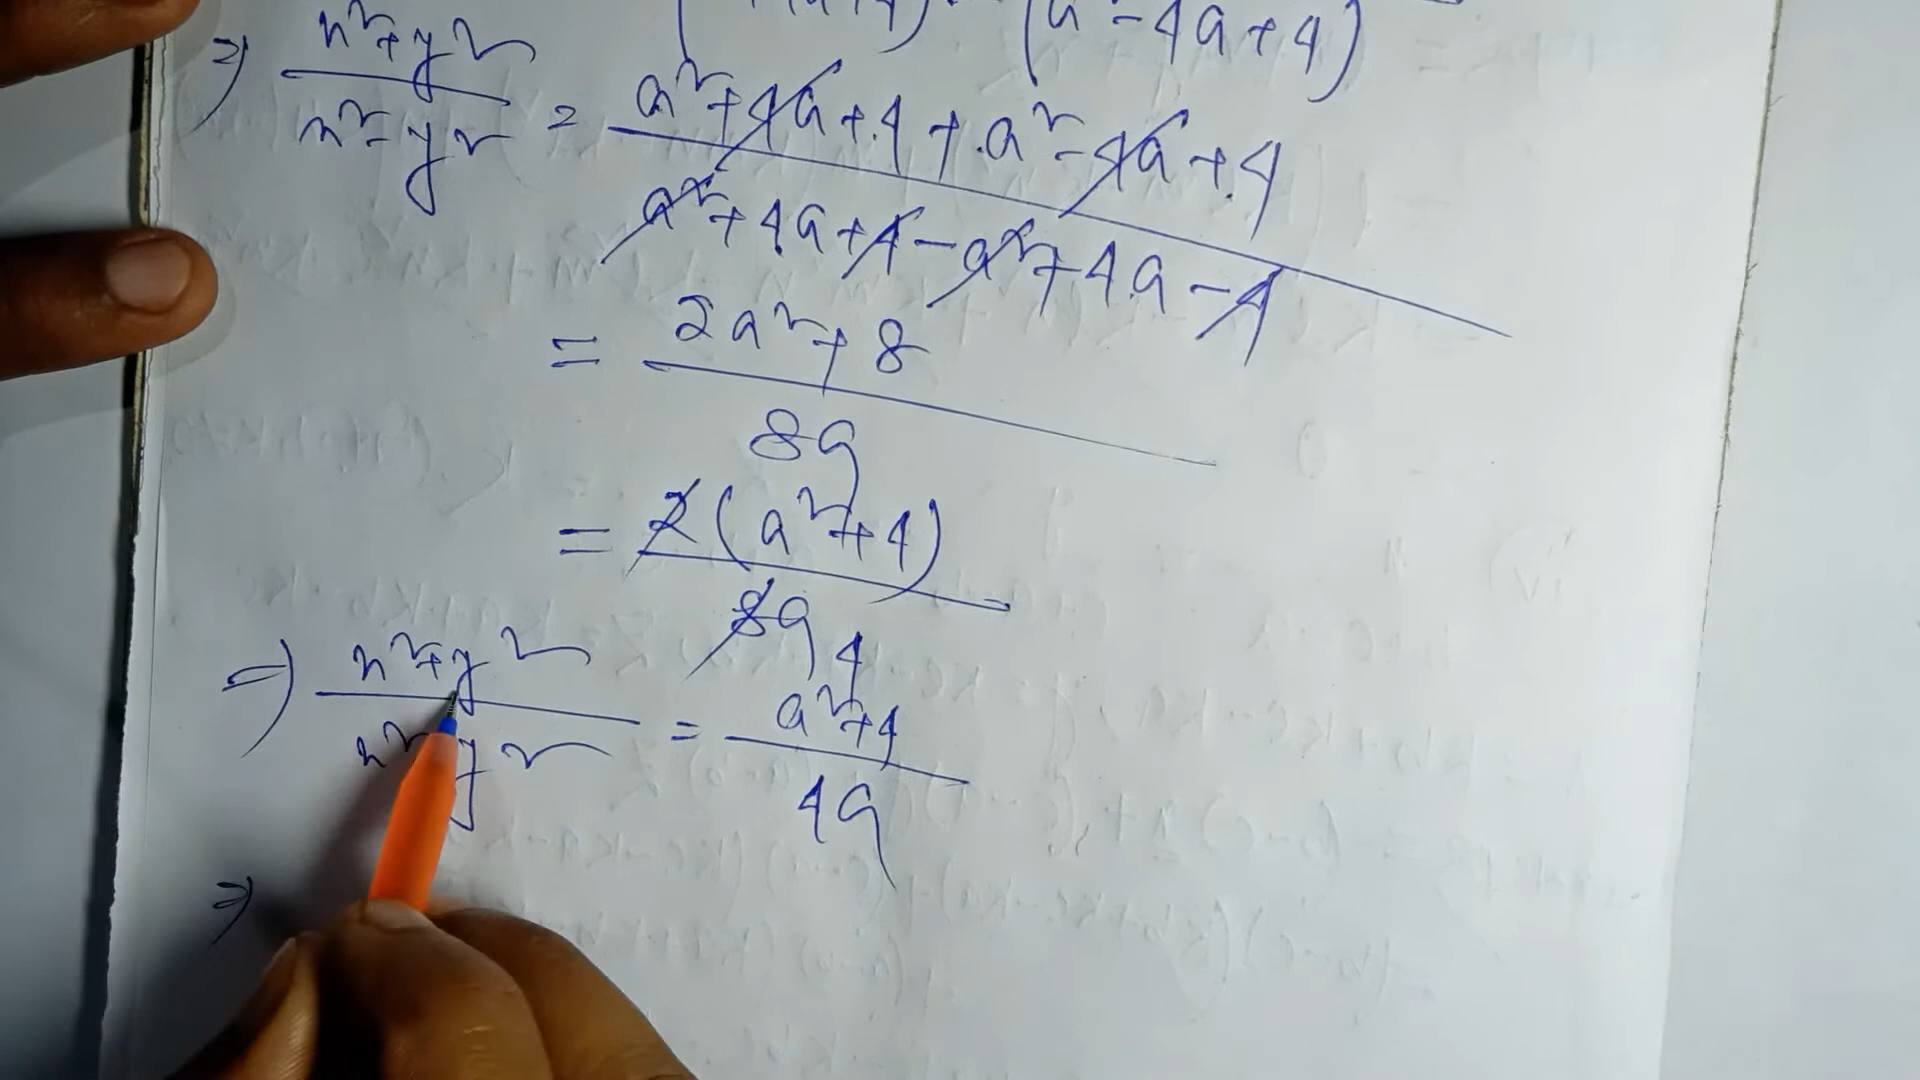 (a² - 4a + 4)
⇒ x²+y² / x²-y² = a²+4a+4+a²-4a+4 / a²+4a+4-a²+4a-4
= 2a²+8 / 8a
= 2(a²+4) / 8a 4
⇒ x²+y² / x²-y² = a²+4 / 4a
⇒